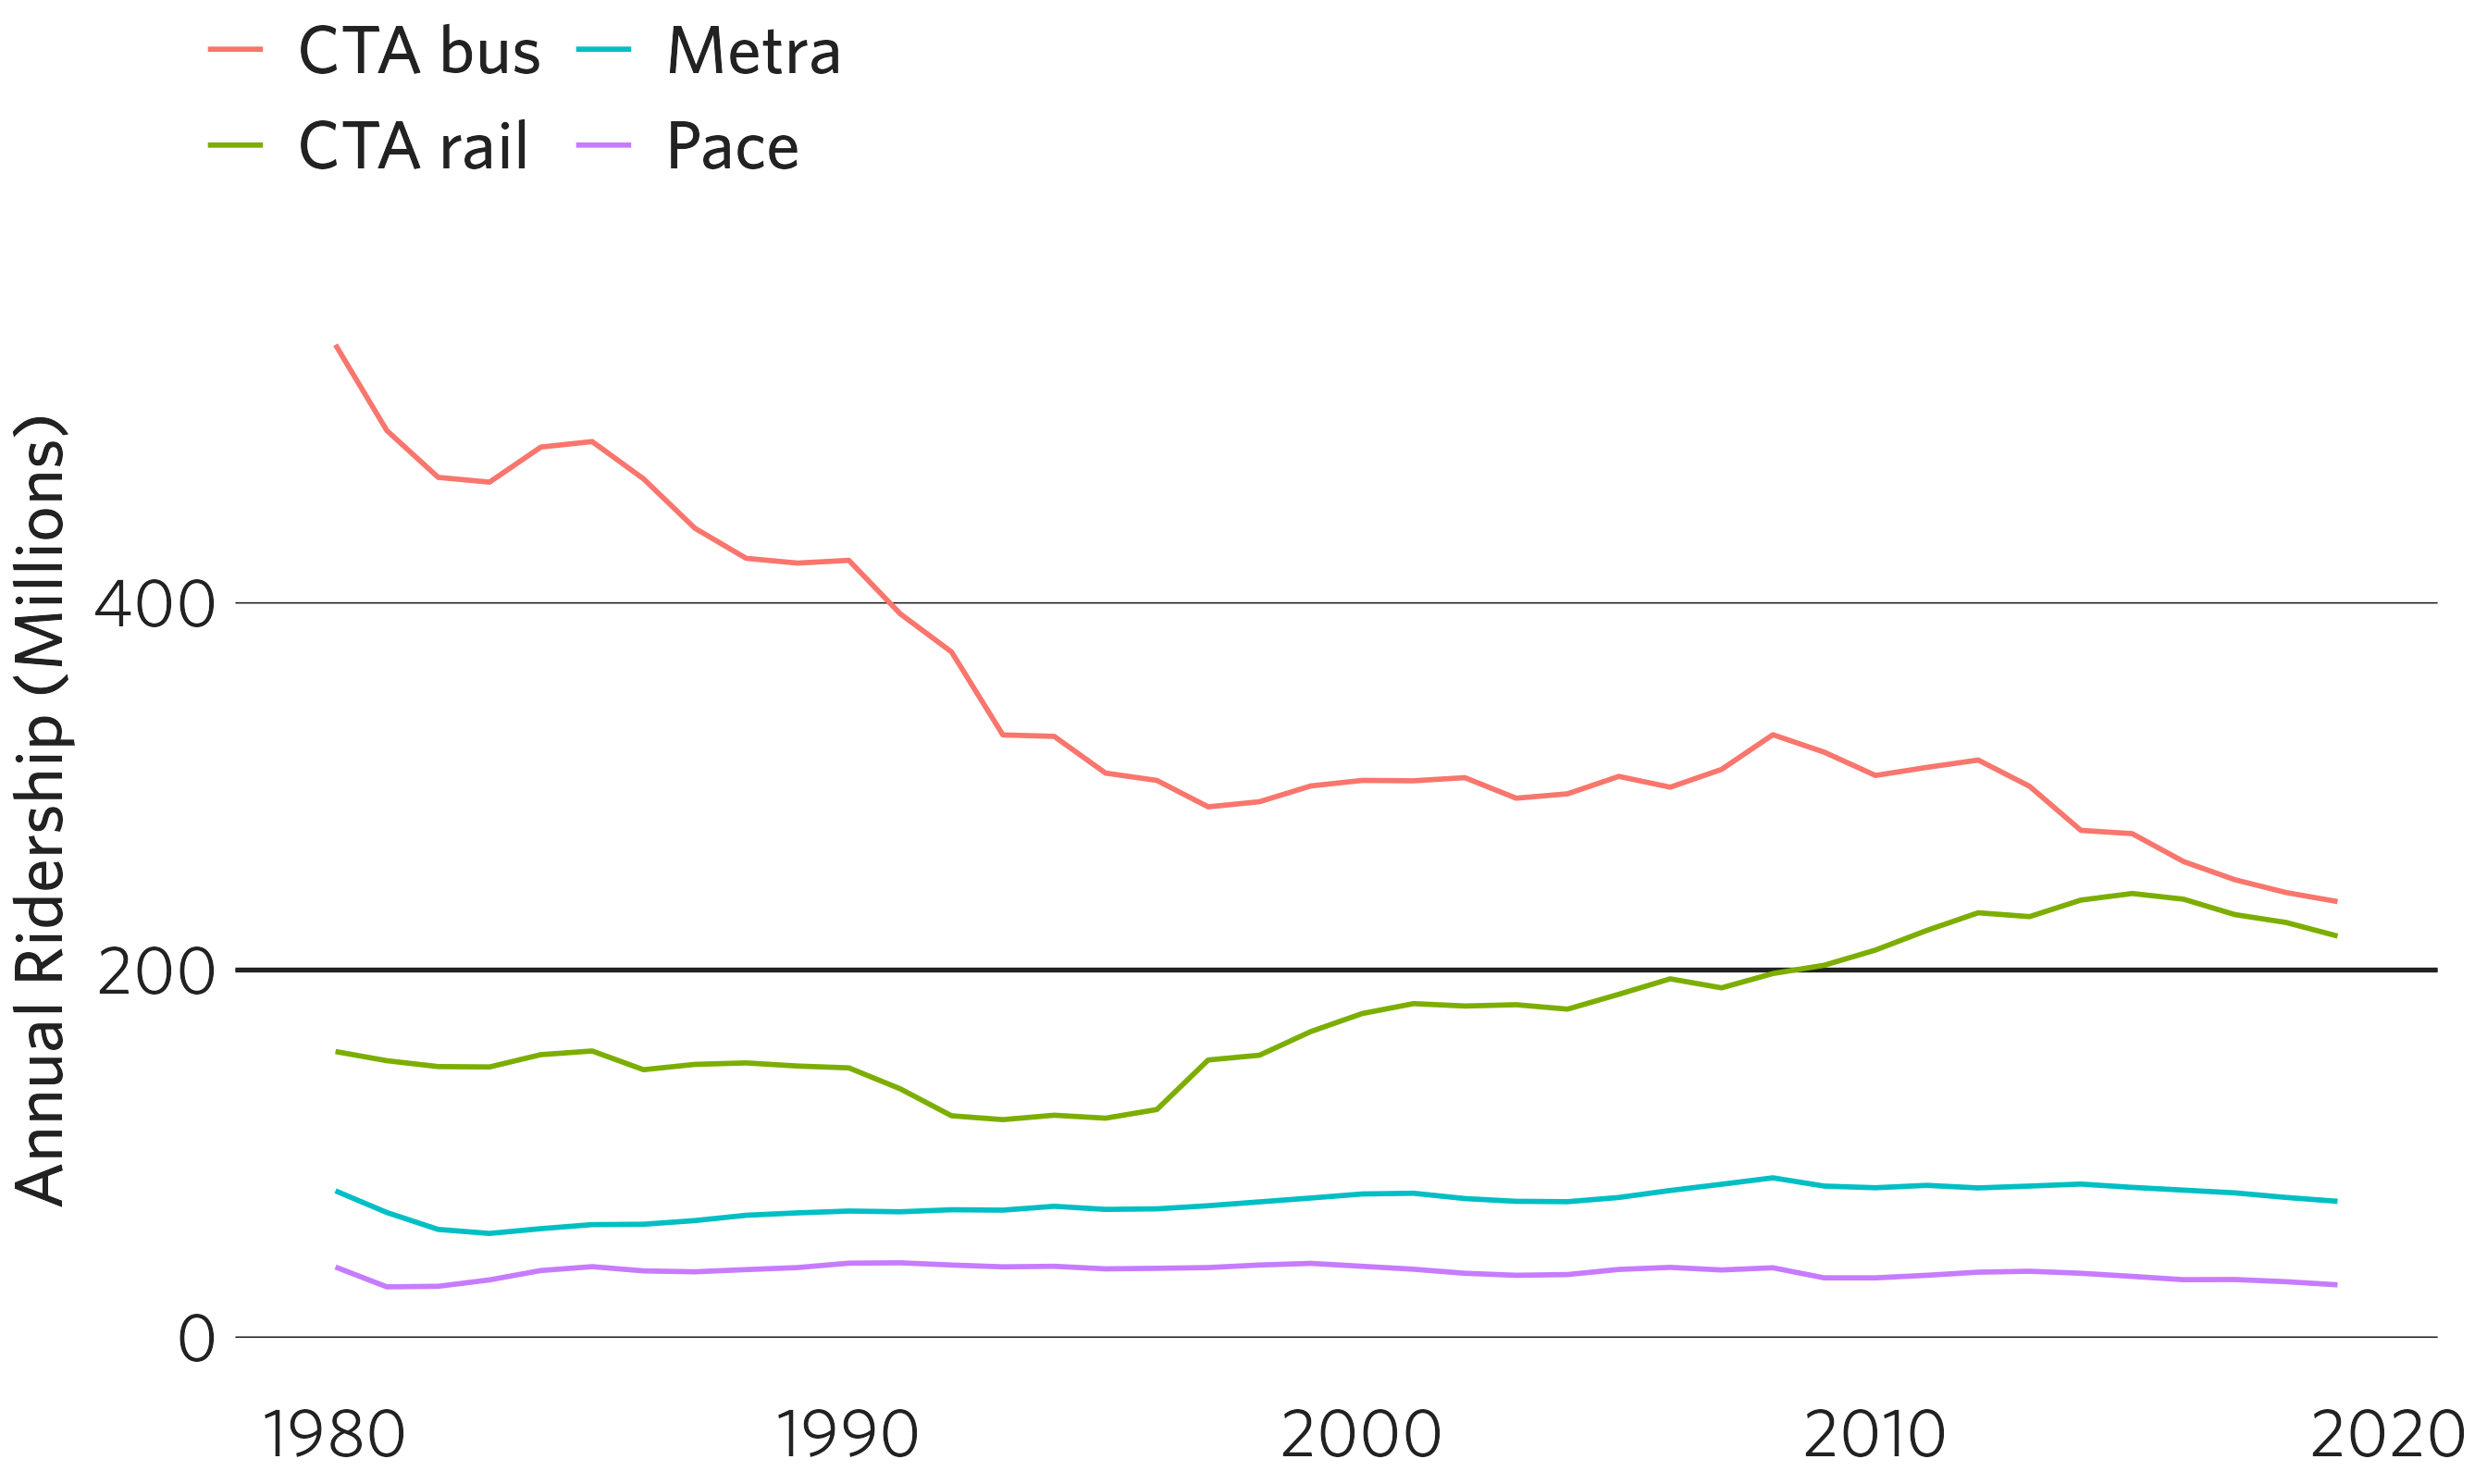 CTA bus Metra
CTA rail Pace
Annual Ridership (Millions)
400
200
0
1980 1990 2000 2010 2020